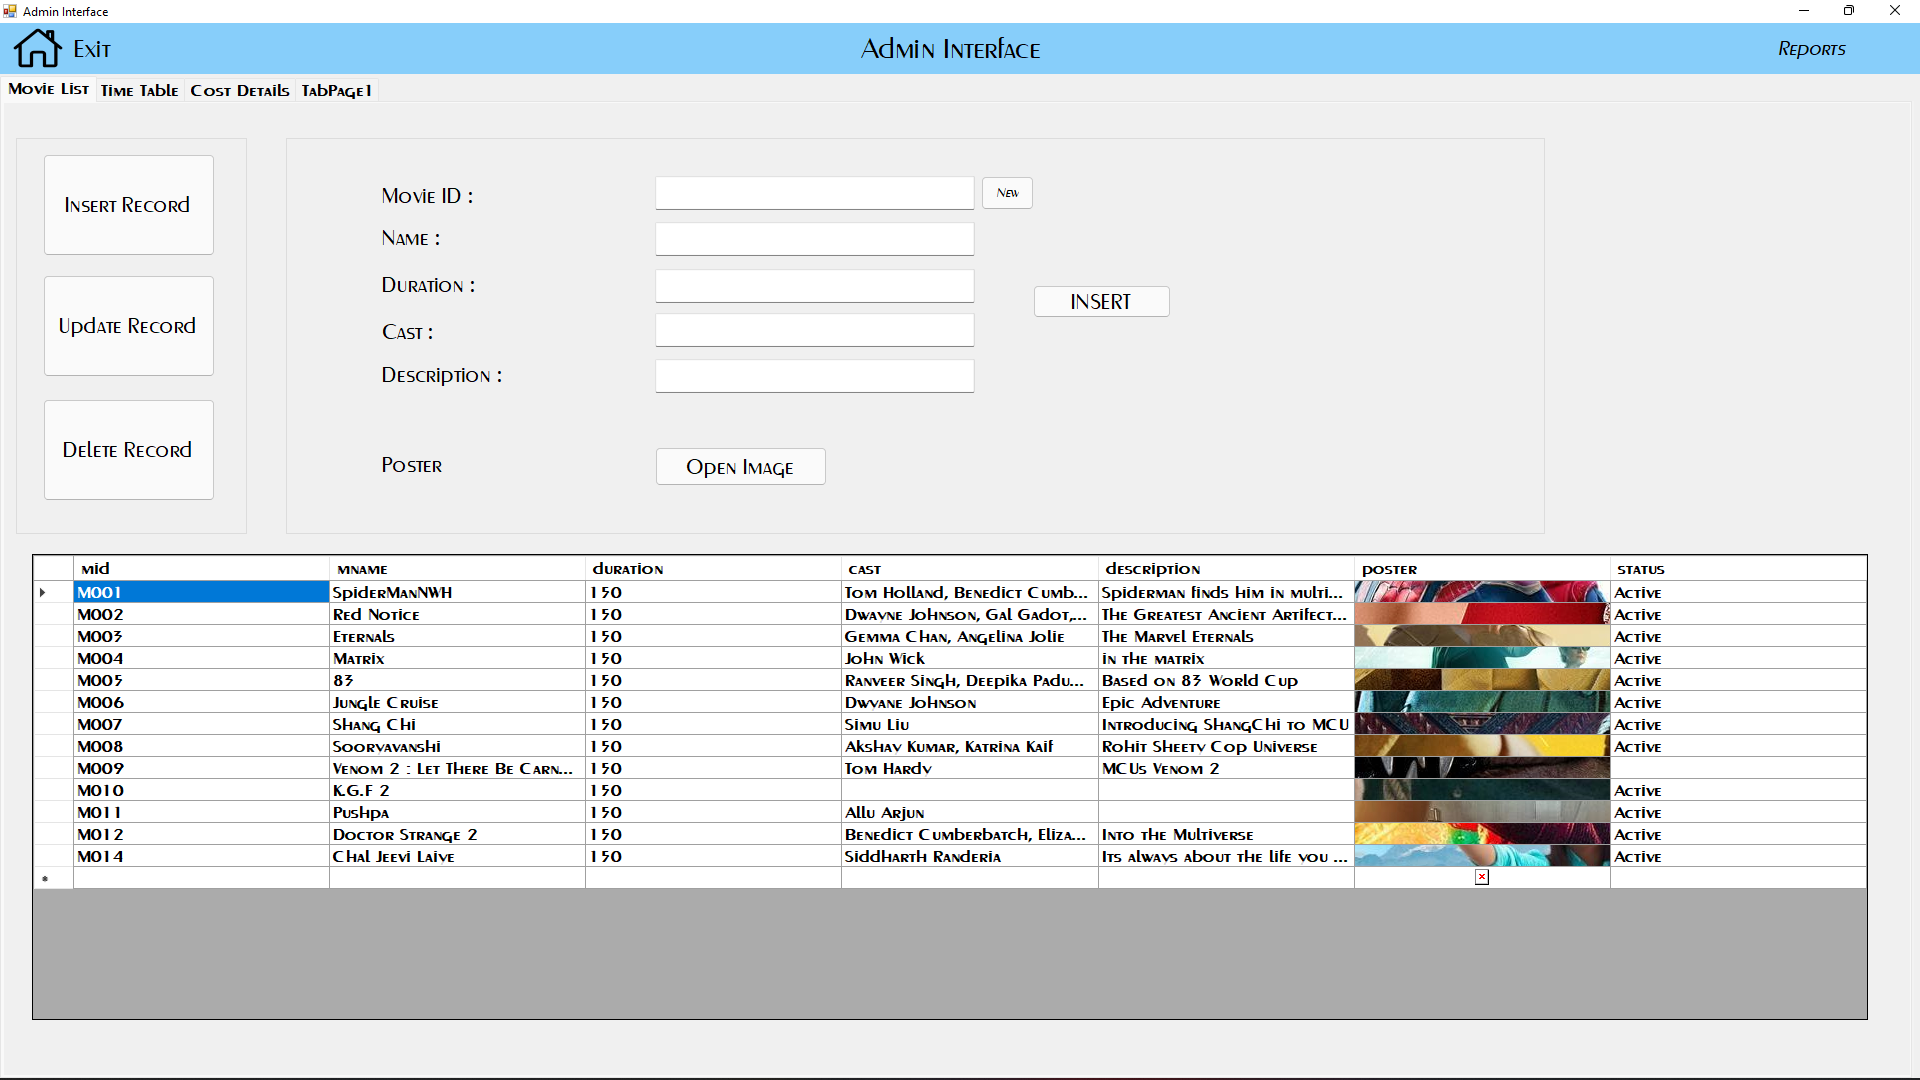 Admin Interface
Exit Admin Interface Reports
Movie List Time Table Cost Details TabPage1
Insert Record
Update Record
Delete Record
Movie ID : New
Name :
Duration :
INSERT
Cast :
Description :
Poster Open Image
mid mname duration cast description poster status
M001 SpiderManNWH 150 Tom Holland, Benedict Cumb... Spiderman finds him in multi... Active
M002 Red Notice 150 Dwayne Johnson, Gal Gadot,... The Greatest Ancient Artifect... Active
M003 Eternals 150 Gemma Chan, Angelina Jolie The Marvel Eternals Active
M004 Matrix 150 John Wick in the matrix Active
M005 83 150 Ranveer Singh, Deepika Padu... Based on 83 World Cup Active
M006 Jungle Cruise 150 Dwyane Johnson Epic Adventure Active
M007 Shang Chi 150 Simu Liu Introducing ShangChi to MCU Active
M008 Sooryavanshi 150 Akshay Kumar, Katrina Kaif Rohit Sheety Cop Universe Active
M009 Venom 2 : Let There Be Carn... 150 Tom Hardy MCUs Venom 2
M010 K.G.F 2 150 Active
M011 Pushpa 150 Allu Arjun Active
M012 Doctor Strange 2 150 Benedict Cumberbatch, Eliza... Into the Multiverse Active
M014 Chal Jeevi Laive 150 Siddharth Randeria Its always about the life you ... Active